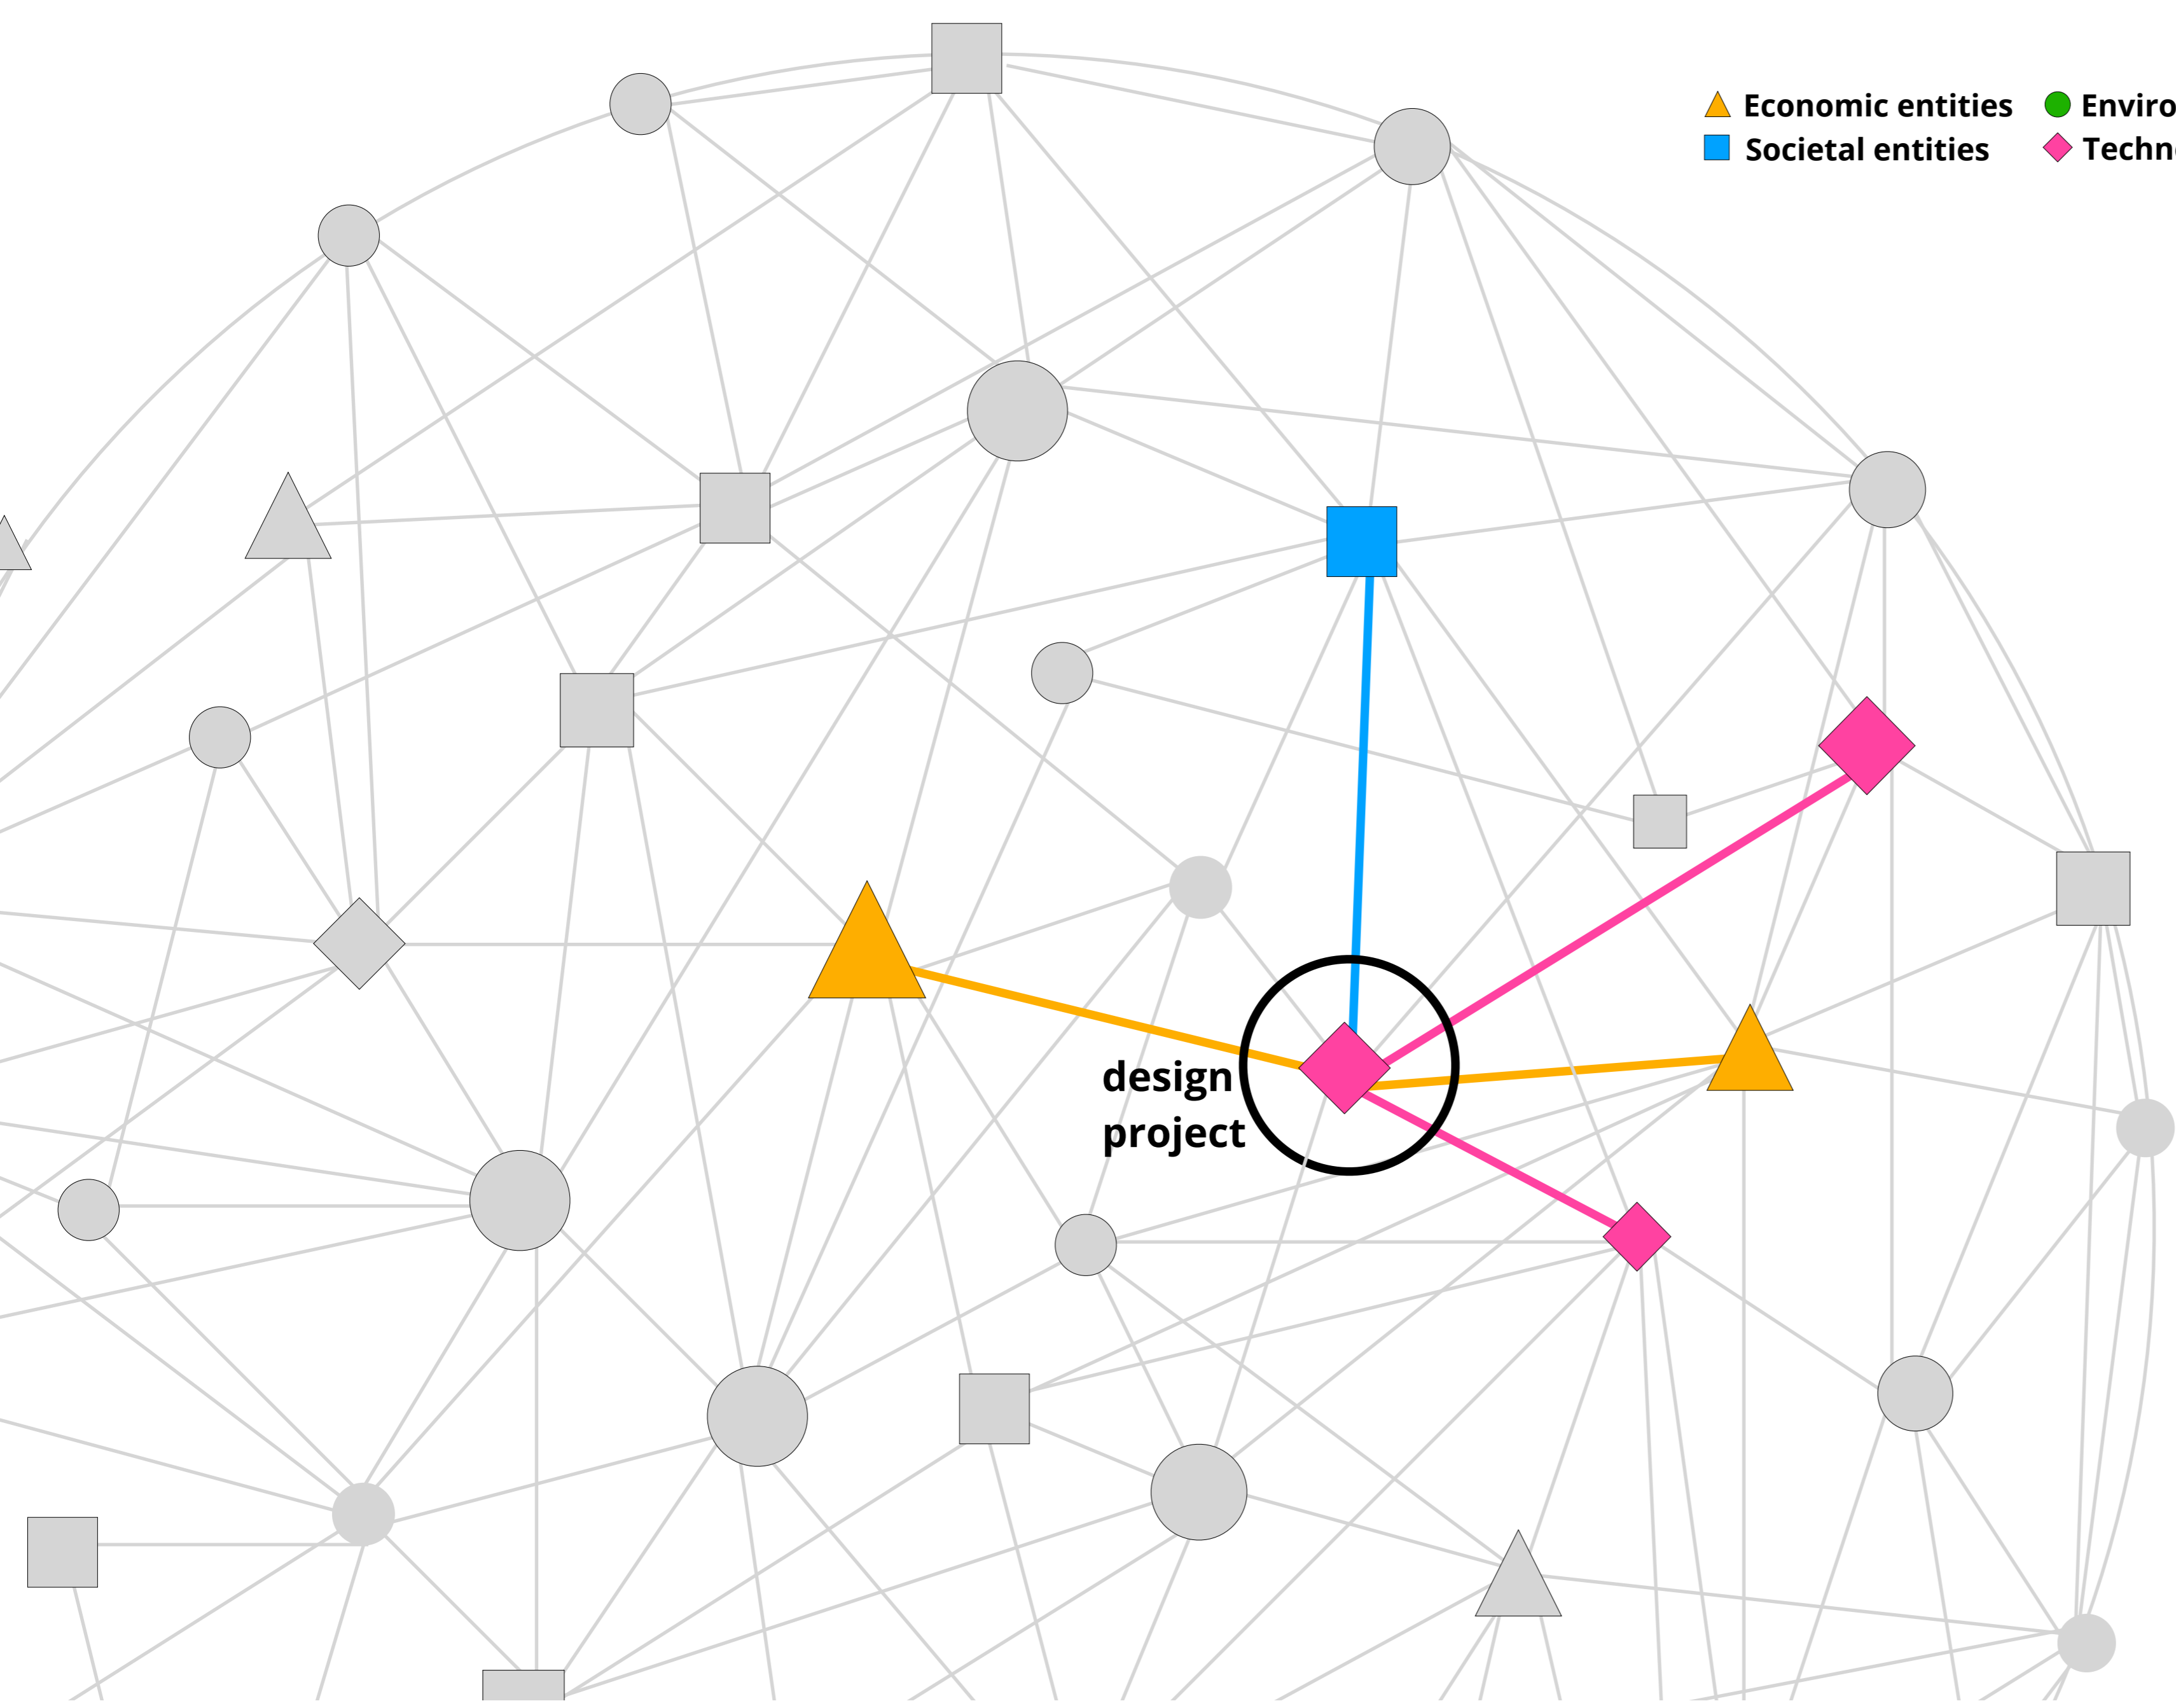 Economic entities
Enviro
Societal entities
Techn
design
project